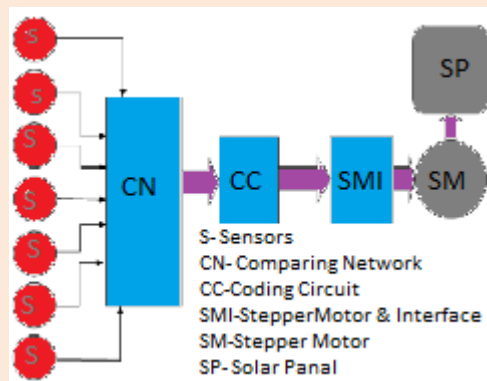 S
s
S
S
S
S
S
CN
CC
SMI
SM
SP
S- Sensors
CN- Comparing Network
CC-Coding Circuit
SMI-StepperMotor & Interface
SM-Stepper Motor
SP- Solar Panal